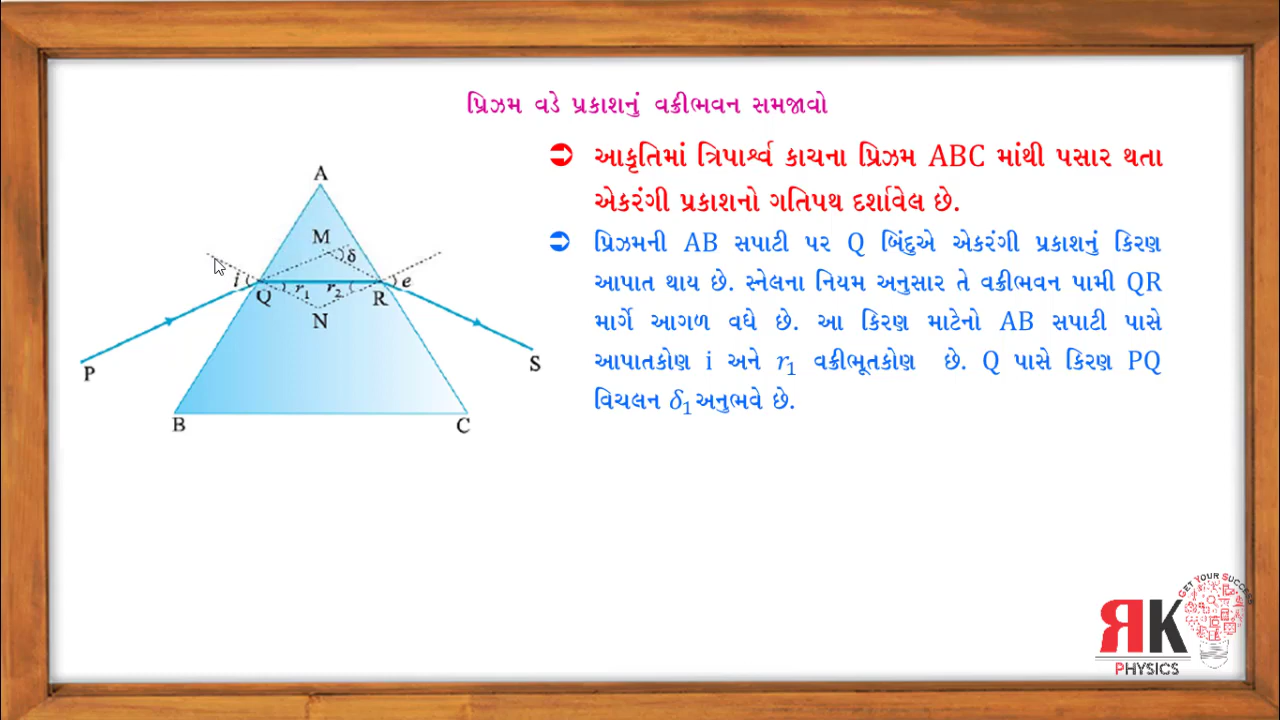 પ્રિઝમ વડે પ્રકાશનું વક્રીભવન સમજાવો
➲ આકૃતિમાં ત્રિપાર્શ્વ કાચના પ્રિઝમ ABC માંથી પસાર થતા
એકરંગી પ્રકાશનો ગતિપથ દર્શાવેલ છે.
➲ પ્રિઝમની AB સપાટી પર Q બિંદુએ એકરંગી પ્રકાશનું કિરણ
આપાત થાય છે. સ્નેલના નિયમ અનુસાર તે વક્રીભવન પામી QR
માર્ગે આગળ વધે છે. આ કિરણ માટેનો AB સપાટી પાસે
આપાતકોણ i અને r₁ વક્રીભૂતકોણ છે. Q પાસે કિરણ PQ
વિચલન δ₁ અનુભવે છે.
A
M
δ
i
Q
r₁
r₂
R
e
N
P
S
B
C
GET YOUR SUCCESS
RK
PHYSICS